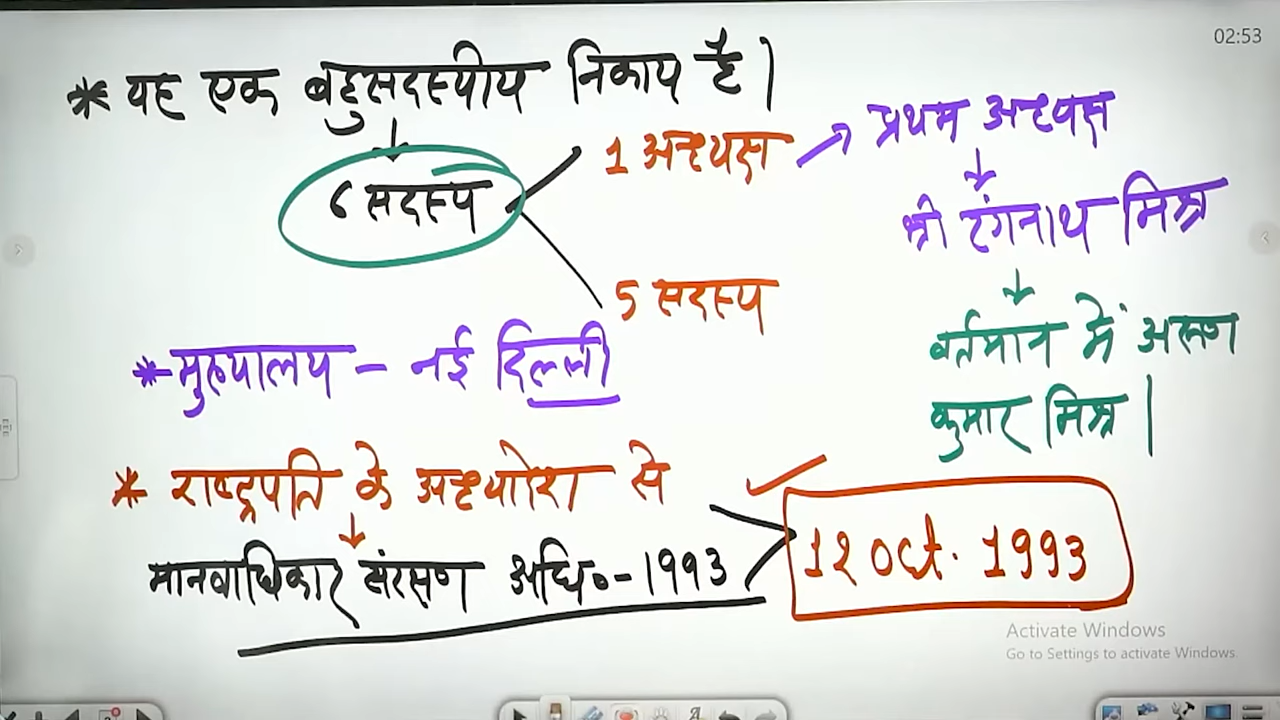 02:53
* यह एक बहुसदस्यीय निकाय है।
6 सदस्य
1 अध्यक्ष
5 सदस्य
प्रथम अध्यक्ष
श्री रंगनाथ मिश्र
वर्तमान में अरुण
कुमार मिश्र।
* मुख्यालय - नई दिल्ली
* राष्ट्रपति के अध्यादेश से
मानवाधिकार संरक्षण अधि०-1993
12 Oct. 1993
Activate Windows
Go to Settings to activate Windows.